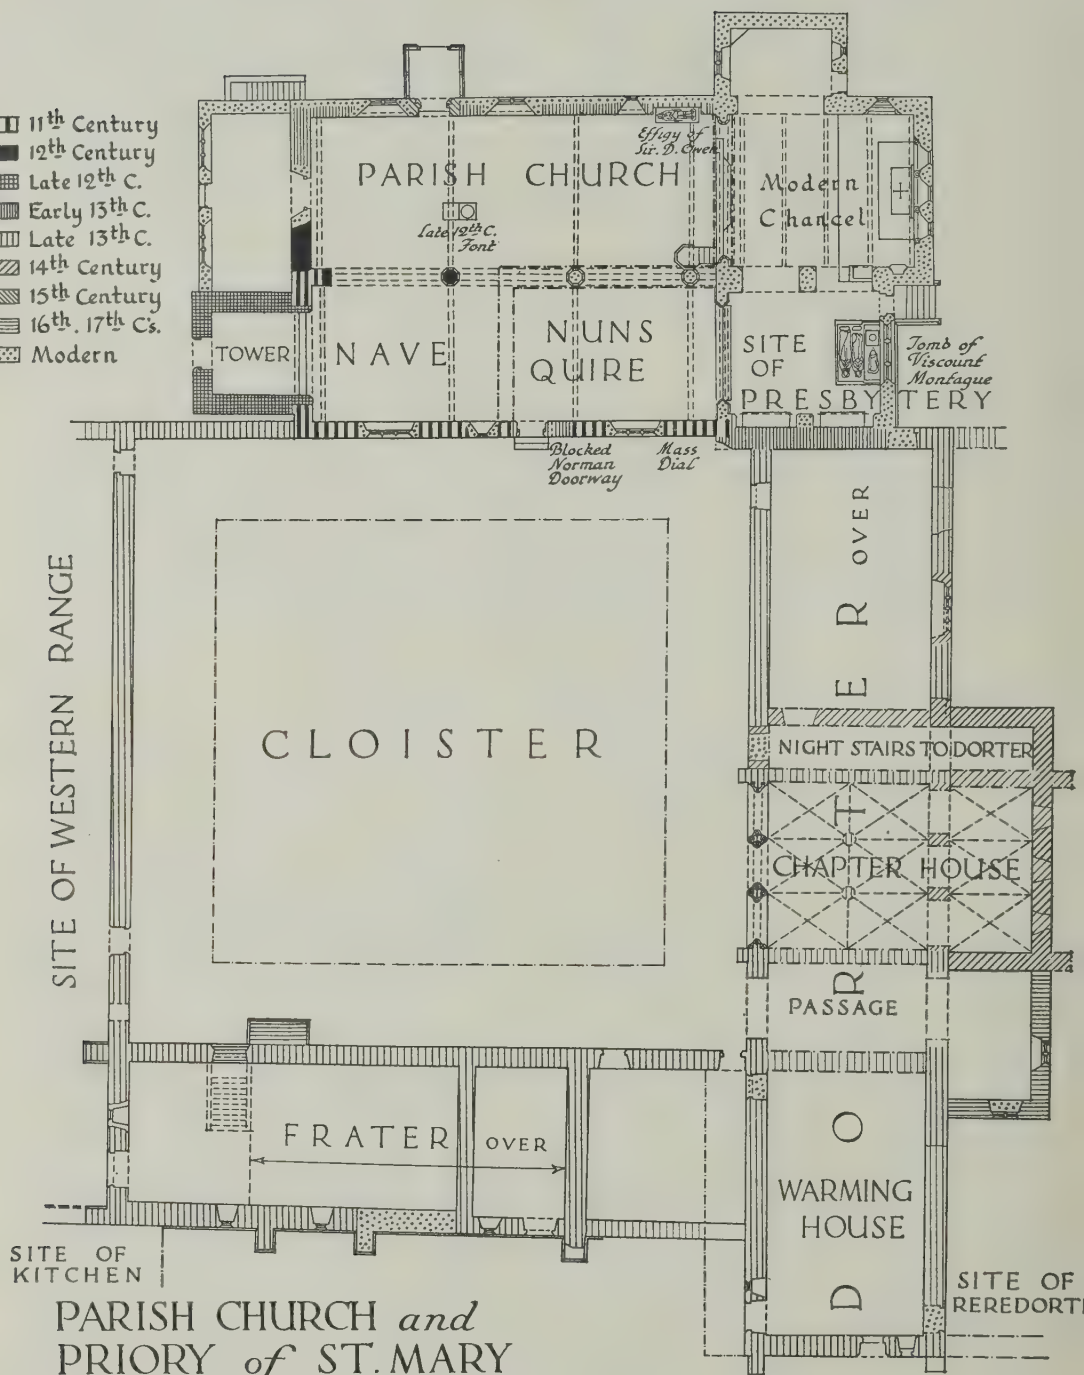 11th Century
12th Century
Late 12th C.
Early 13th C.
Late 13th C.
14th Century
15th Century
16th. 17th C's.
Modern
PARISH CHURCH
Effigy of
Sir. D. Owen
Modern
Chancel
Late 12th C.
Font
TOWER
NAVE
NUNS
QUIRE
SITE
OF
PRESBYTERY
Tomb of
Viscount
Montague
Blocked
Norman
Doorway
Mass
Dial
SITE OF WESTERN RANGE
CLOISTER
DORTER OVER
NIGHT STAIRS TO DORTER
CHAPTER HOUSE
PASSAGE
FRATER OVER
WARMING
HOUSE
SITE OF
KITCHEN
SITE OF
REREDORTE
PARISH CHURCH and
PRIORY of ST. MARY